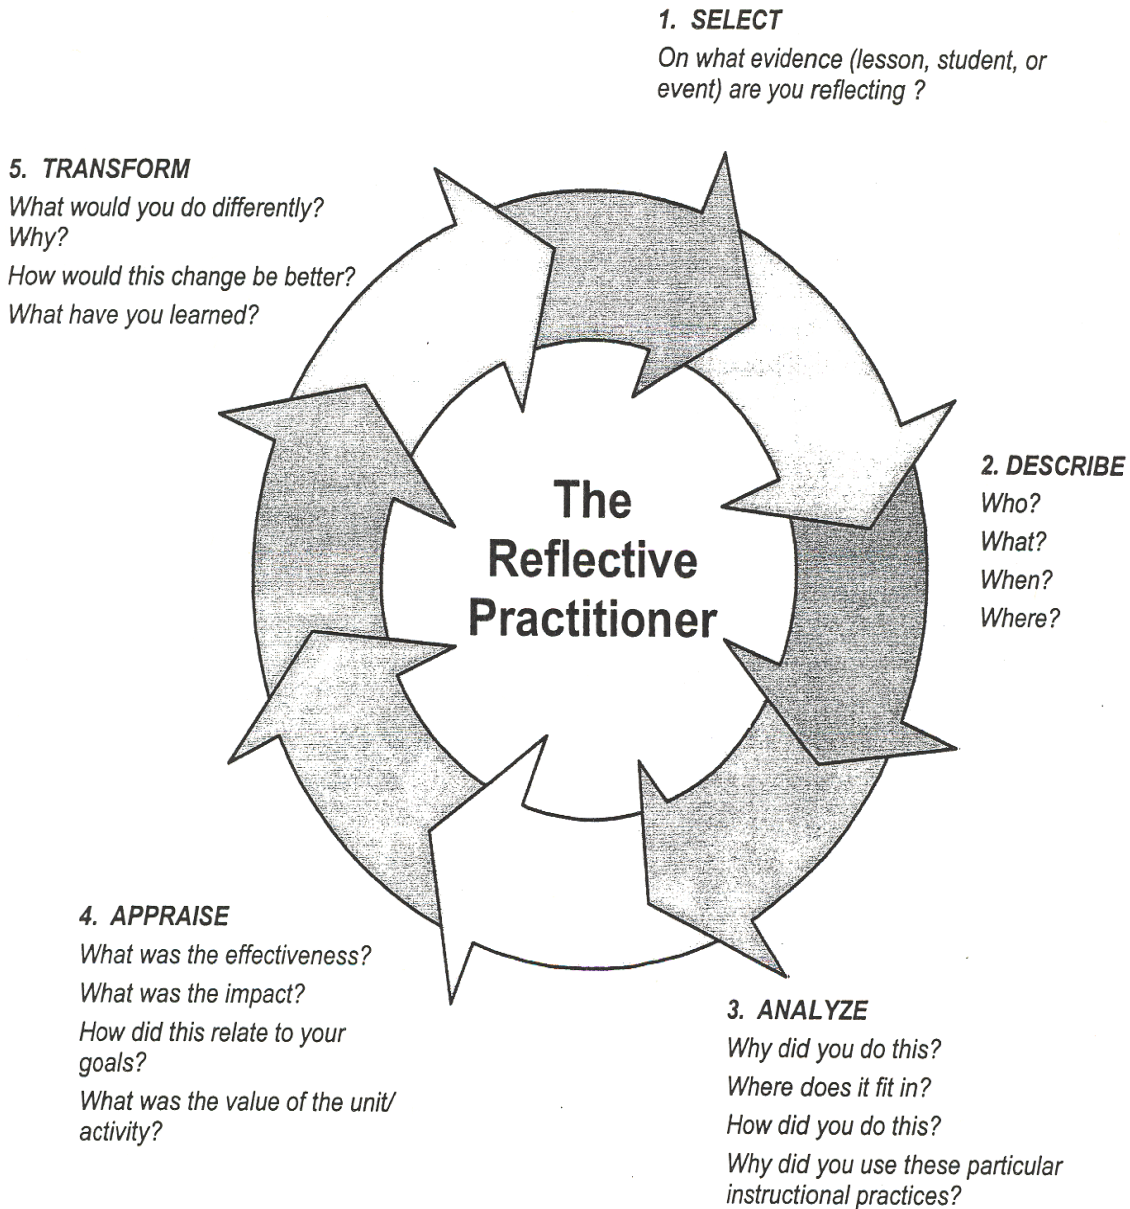 1. SELECT
On what evidence (lesson, student, or
event) are you reflecting ?
2. DESCRIBE
Who?
What?
When?
Where?
3. ANALYZE
Why did you do this?
Where does it fit in?
How did you do this?
Why did you use these particular
instructional practices?
4. APPRAISE
What was the effectiveness?
What was the impact?
How did this relate to your
goals?
What was the value of the unit/
activity?
5. TRANSFORM
What would you do differently?
Why?
How would this change be better?
What have you learned?
The
Reflective
Practitioner